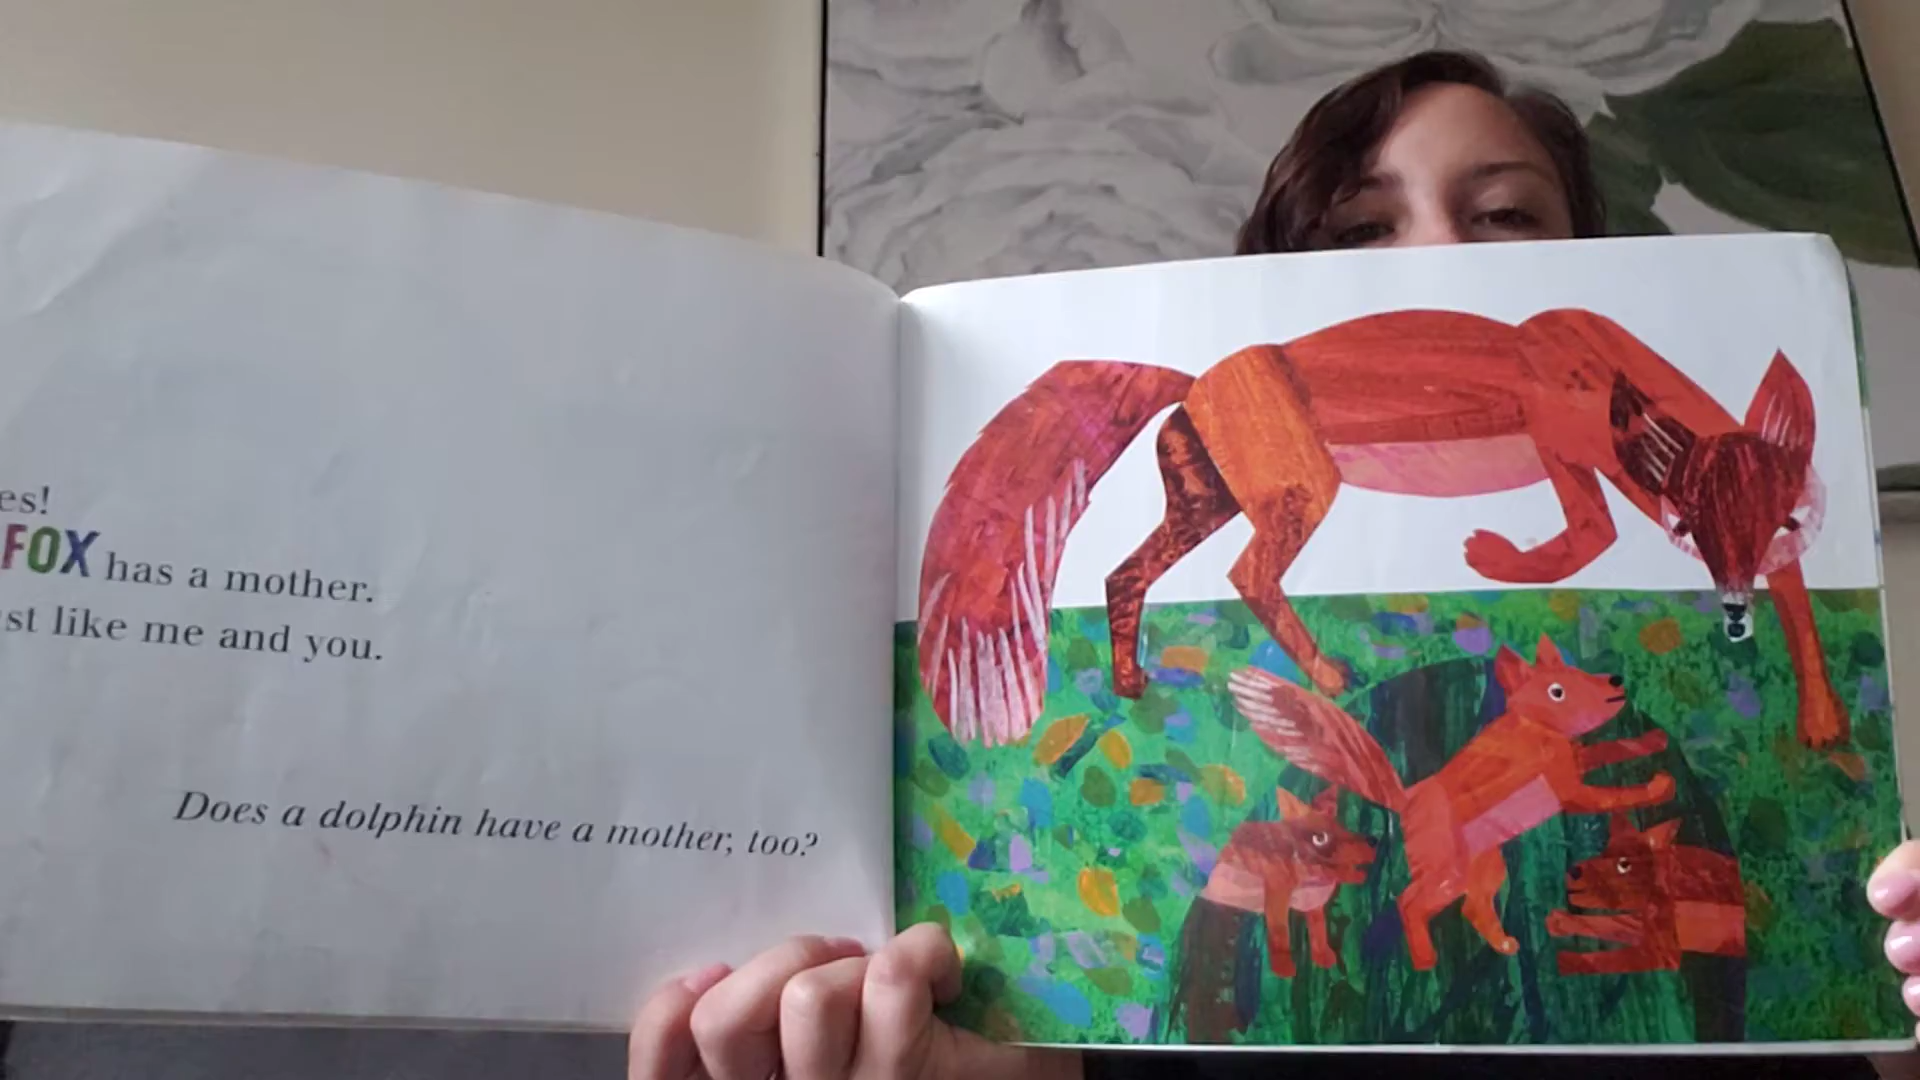 es!
FOX has a mother.
st like me and you.
Does a dolphin have a mother, too?